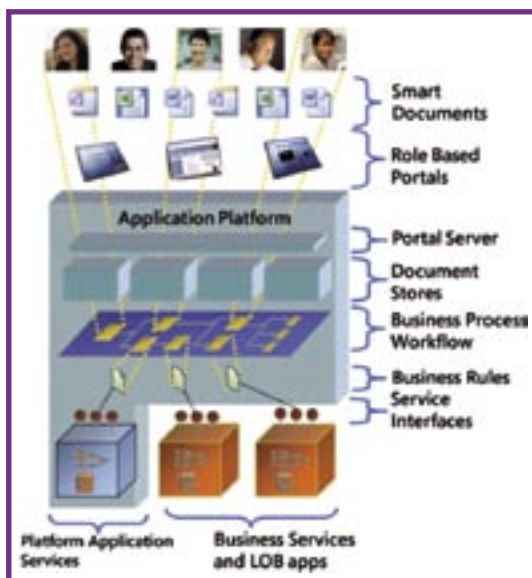 Smart
Documents
Role Based
Portals
Application Platform
Portal Server
Document
Stores
Business Process
Workflow
Business Rules
Service
Interfaces
Platform Application
Services
Business Services
and LOB apps